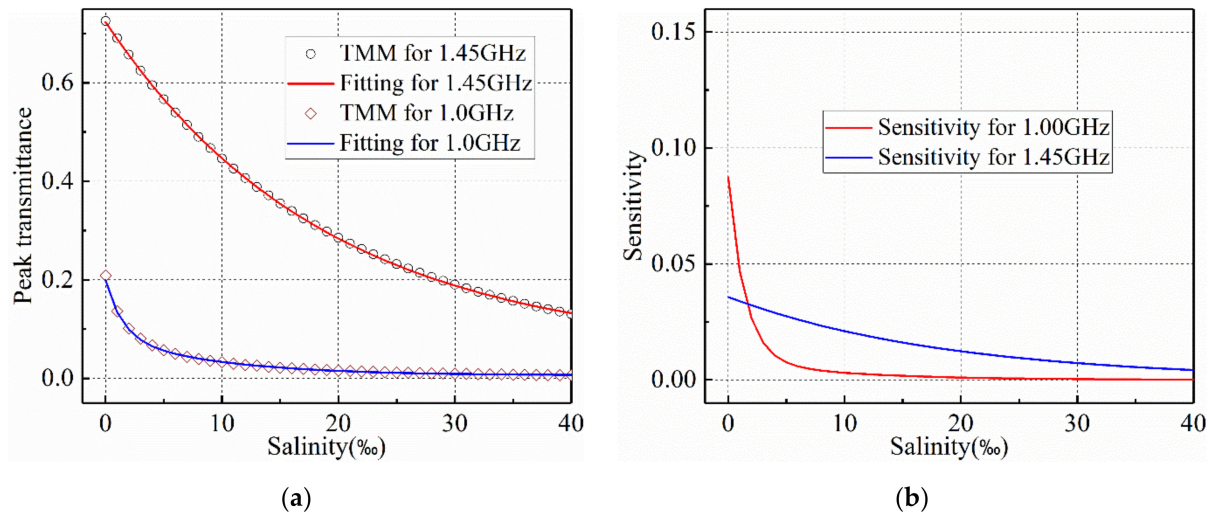 TMM for 1.45GHz
Fitting for 1.45GHz
TMM for 1.0GHz
Fitting for 1.0GHz
Peak transmittance
0.6
0.4
0.2
0.0
0 10 20 30 40
Salinity(‰)
(a)
Sensitivity for 1.00GHz
Sensitivity for 1.45GHz
Sensitivity
0.15
0.10
0.05
0.00
0 10 20 30 40
Salinity(‰)
(b)